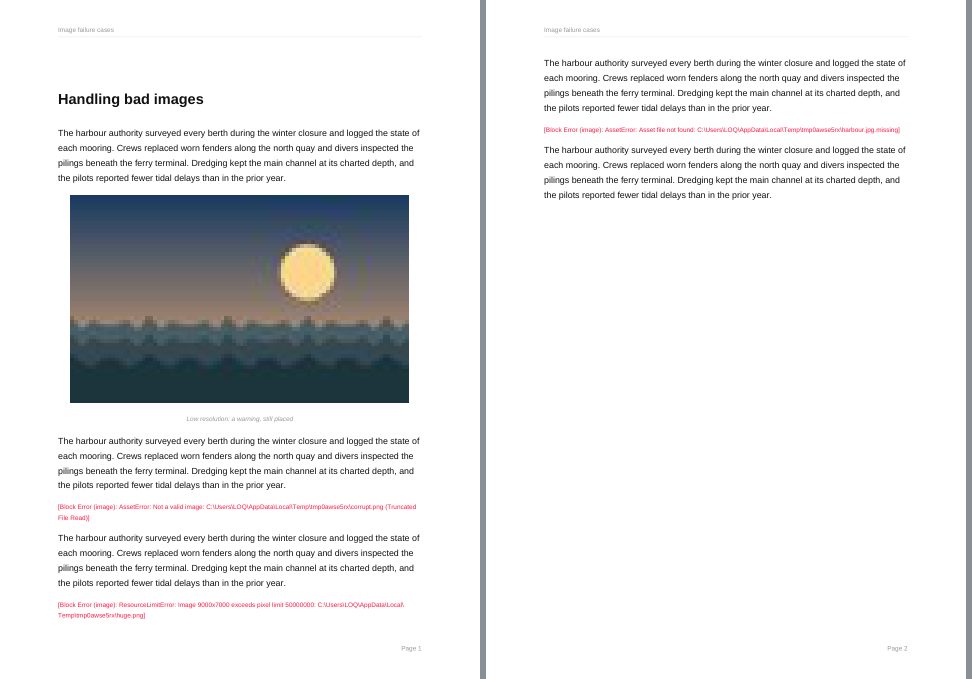 Image failure cases
Handling bad images
The harbour authority surveyed every berth during the winter closure and logged the state of
each mooring. Crews replaced worn fenders along the north quay and divers inspected the
pilings beneath the ferry terminal. Dredging kept the main channel at its charted depth, and
the pilots reported fewer tidal delays than in the prior year.
Low resolution: a warning, still placed
The harbour authority surveyed every berth during the winter closure and logged the state of
each mooring. Crews replaced worn fenders along the north quay and divers inspected the
pilings beneath the ferry terminal. Dredging kept the main channel at its charted depth, and
the pilots reported fewer tidal delays than in the prior year.
[Block Error (image): AssetError: Not a valid image: C:\Users\LOQ\AppData\Local\Temp\tmp0awse5rx\corrupt.png (Truncated
File Read)]
The harbour authority surveyed every berth during the winter closure and logged the state of
each mooring. Crews replaced worn fenders along the north quay and divers inspected the
pilings beneath the ferry terminal. Dredging kept the main channel at its charted depth, and
the pilots reported fewer tidal delays than in the prior year.
[Block Error (image): ResourceLimitError: Image 9000x7000 exceeds pixel limit 50000000: C:\Users\LOQ\AppData\Local\
Temp\tmp0awse5rx\huge.png]
Page 1
Image failure cases
The harbour authority surveyed every berth during the winter closure and logged the state of
each mooring. Crews replaced worn fenders along the north quay and divers inspected the
pilings beneath the ferry terminal. Dredging kept the main channel at its charted depth, and
the pilots reported fewer tidal delays than in the prior year.
[Block Error (image): AssetError: Asset file not found: C:\Users\LOQ\AppData\Local\Temp\tmp0awse5rx\harbour.jpg.missing]
The harbour authority surveyed every berth during the winter closure and logged the state of
each mooring. Crews replaced worn fenders along the north quay and divers inspected the
pilings beneath the ferry terminal. Dredging kept the main channel at its charted depth, and
the pilots reported fewer tidal delays than in the prior year.
Page 2